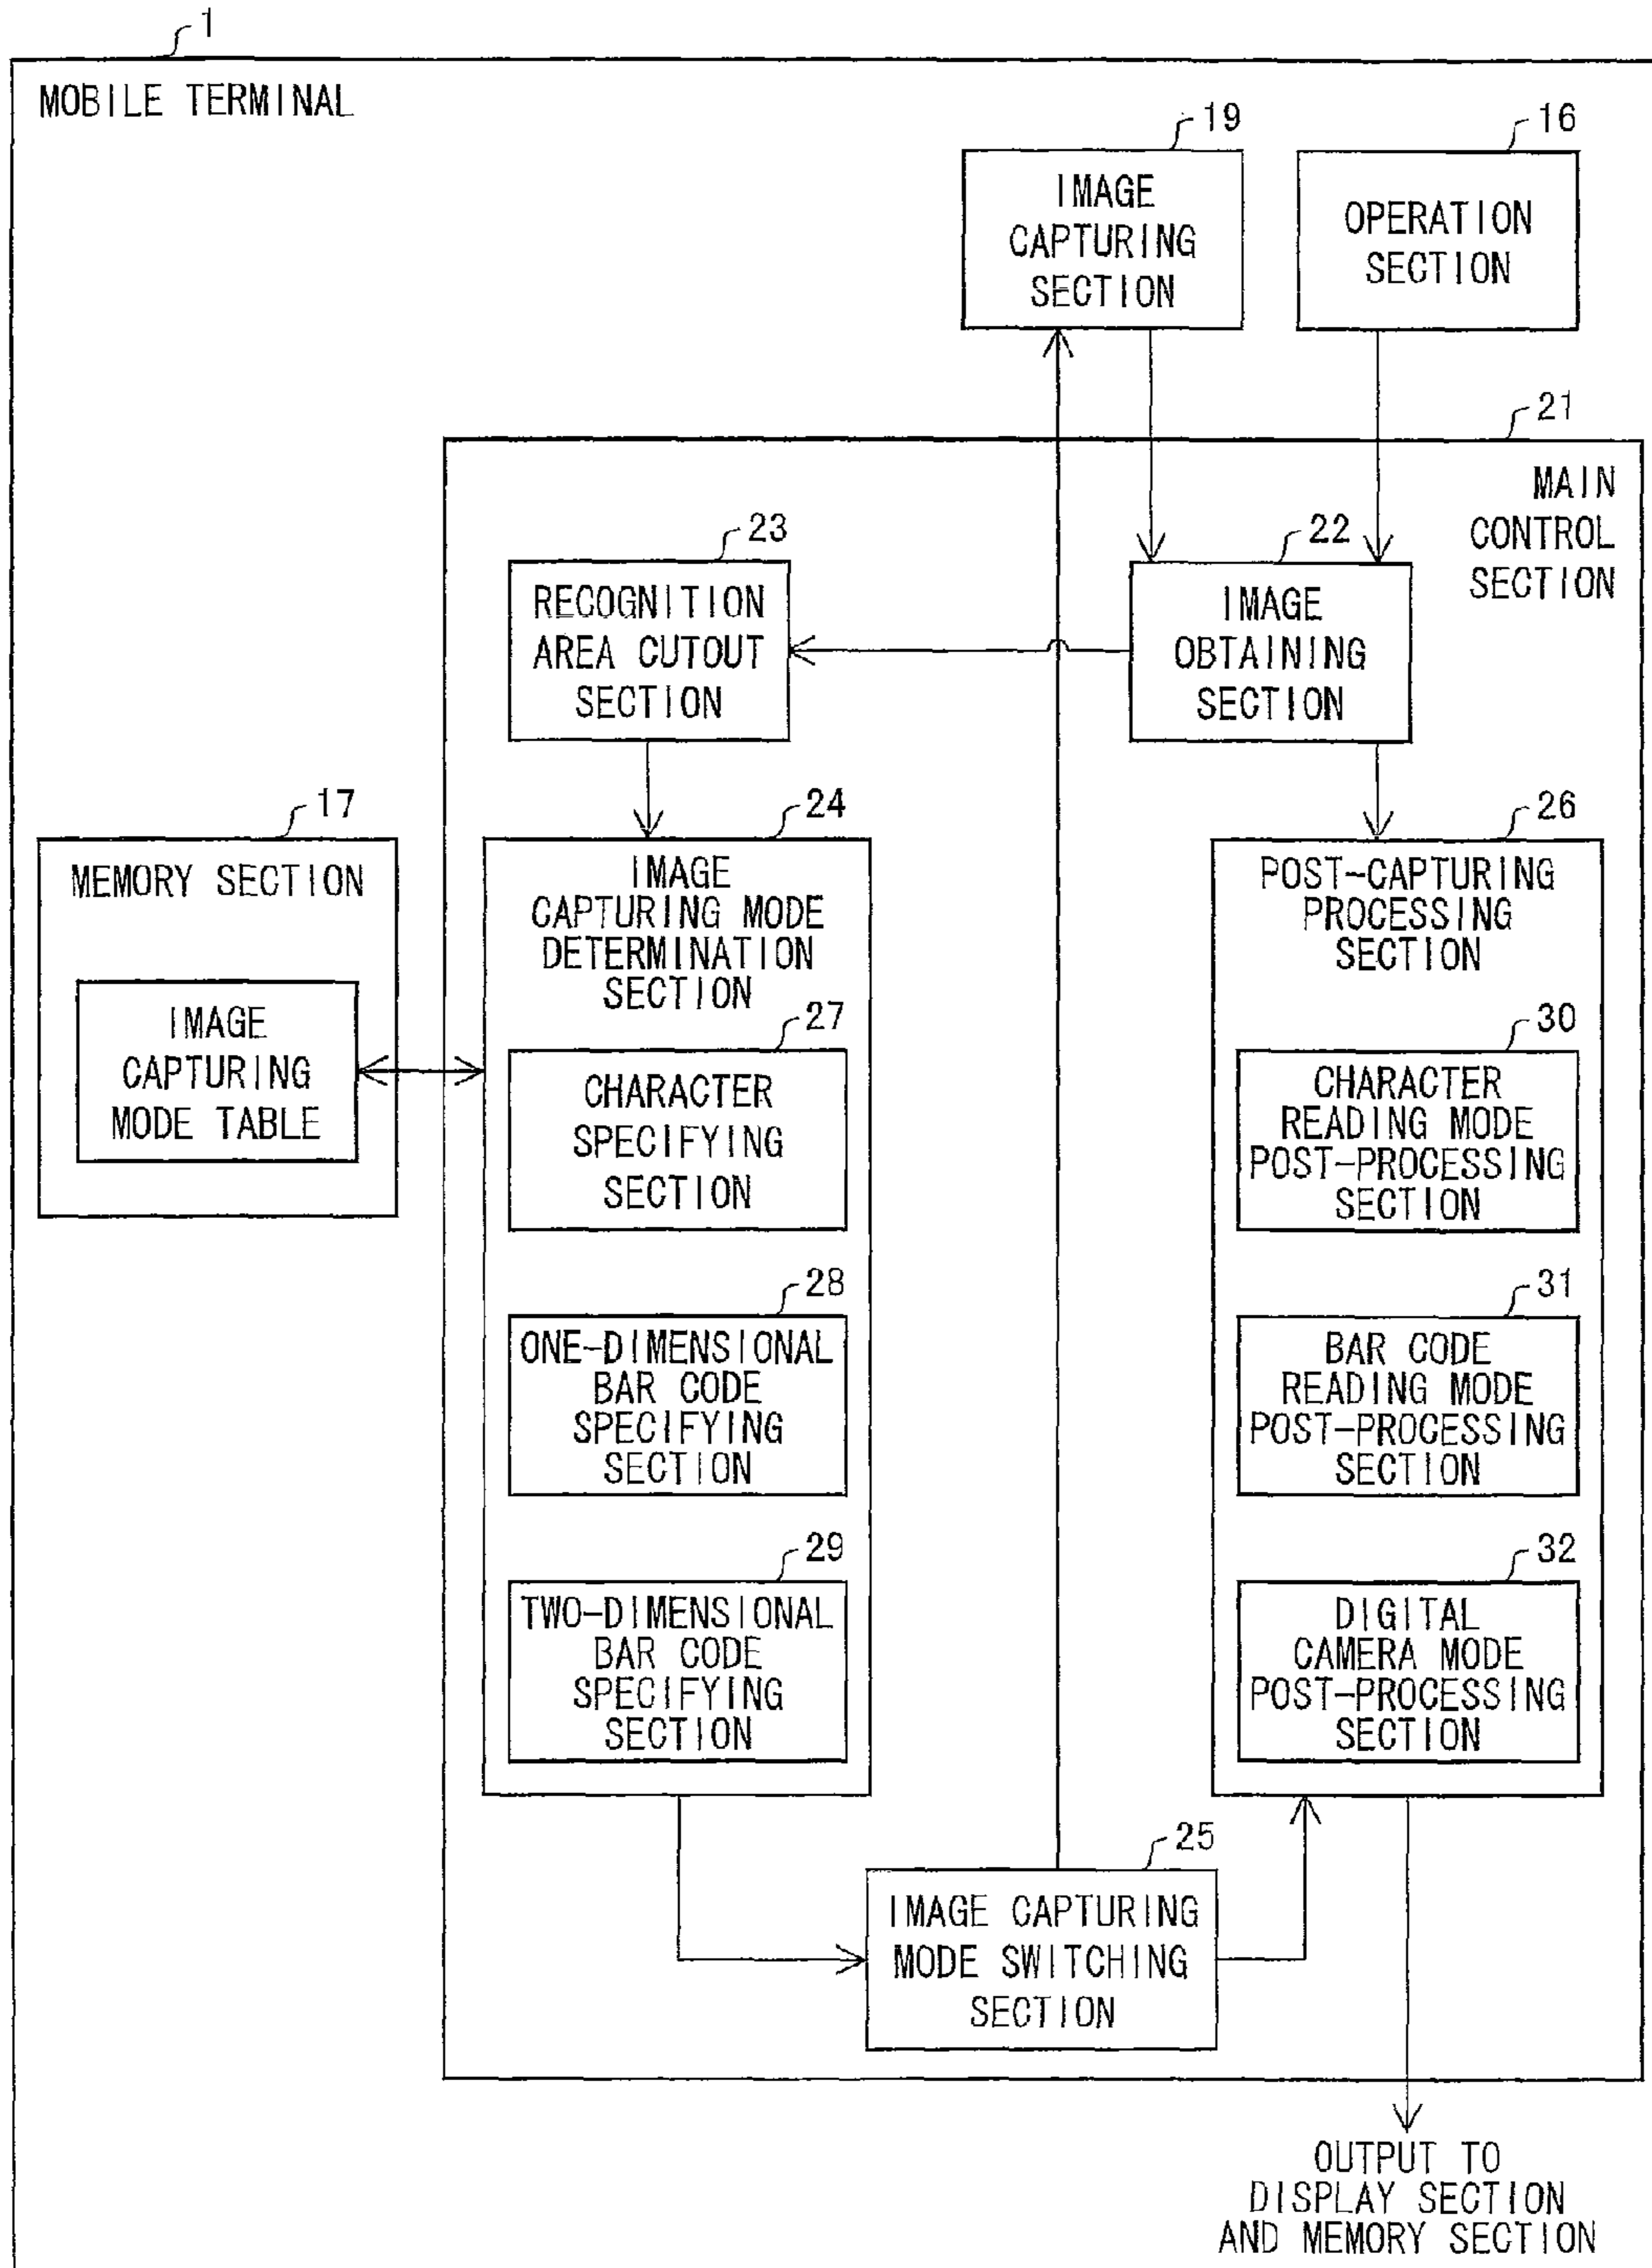 1
MOBILE TERMINAL
19
IMAGE
CAPTURING
SECTION
16
OPERATION
SECTION
21
MAIN
CONTROL
SECTION
23
RECOGNITION
AREA CUTOUT
SECTION
22
IMAGE
OBTAINING
SECTION
17
MEMORY SECTION
IMAGE
CAPTURING
MODE TABLE
24
IMAGE
CAPTURING MODE
DETERMINATION
SECTION
27
CHARACTER
SPECIFYING
SECTION
28
ONE-DIMENSIONAL
BAR CODE
SPECIFYING
SECTION
29
TWO-DIMENSIONAL
BAR CODE
SPECIFYING
SECTION
26
POST-CAPTURING
PROCESSING
SECTION
30
CHARACTER
READING MODE
POST-PROCESSING
SECTION
31
BAR CODE
READING MODE
POST-PROCESSING
SECTION
32
DIGITAL
CAMERA MODE
POST-PROCESSING
SECTION
25
IMAGE CAPTURING
MODE SWITCHING
SECTION
OUTPUT TO
DISPLAY SECTION
AND MEMORY SECTION